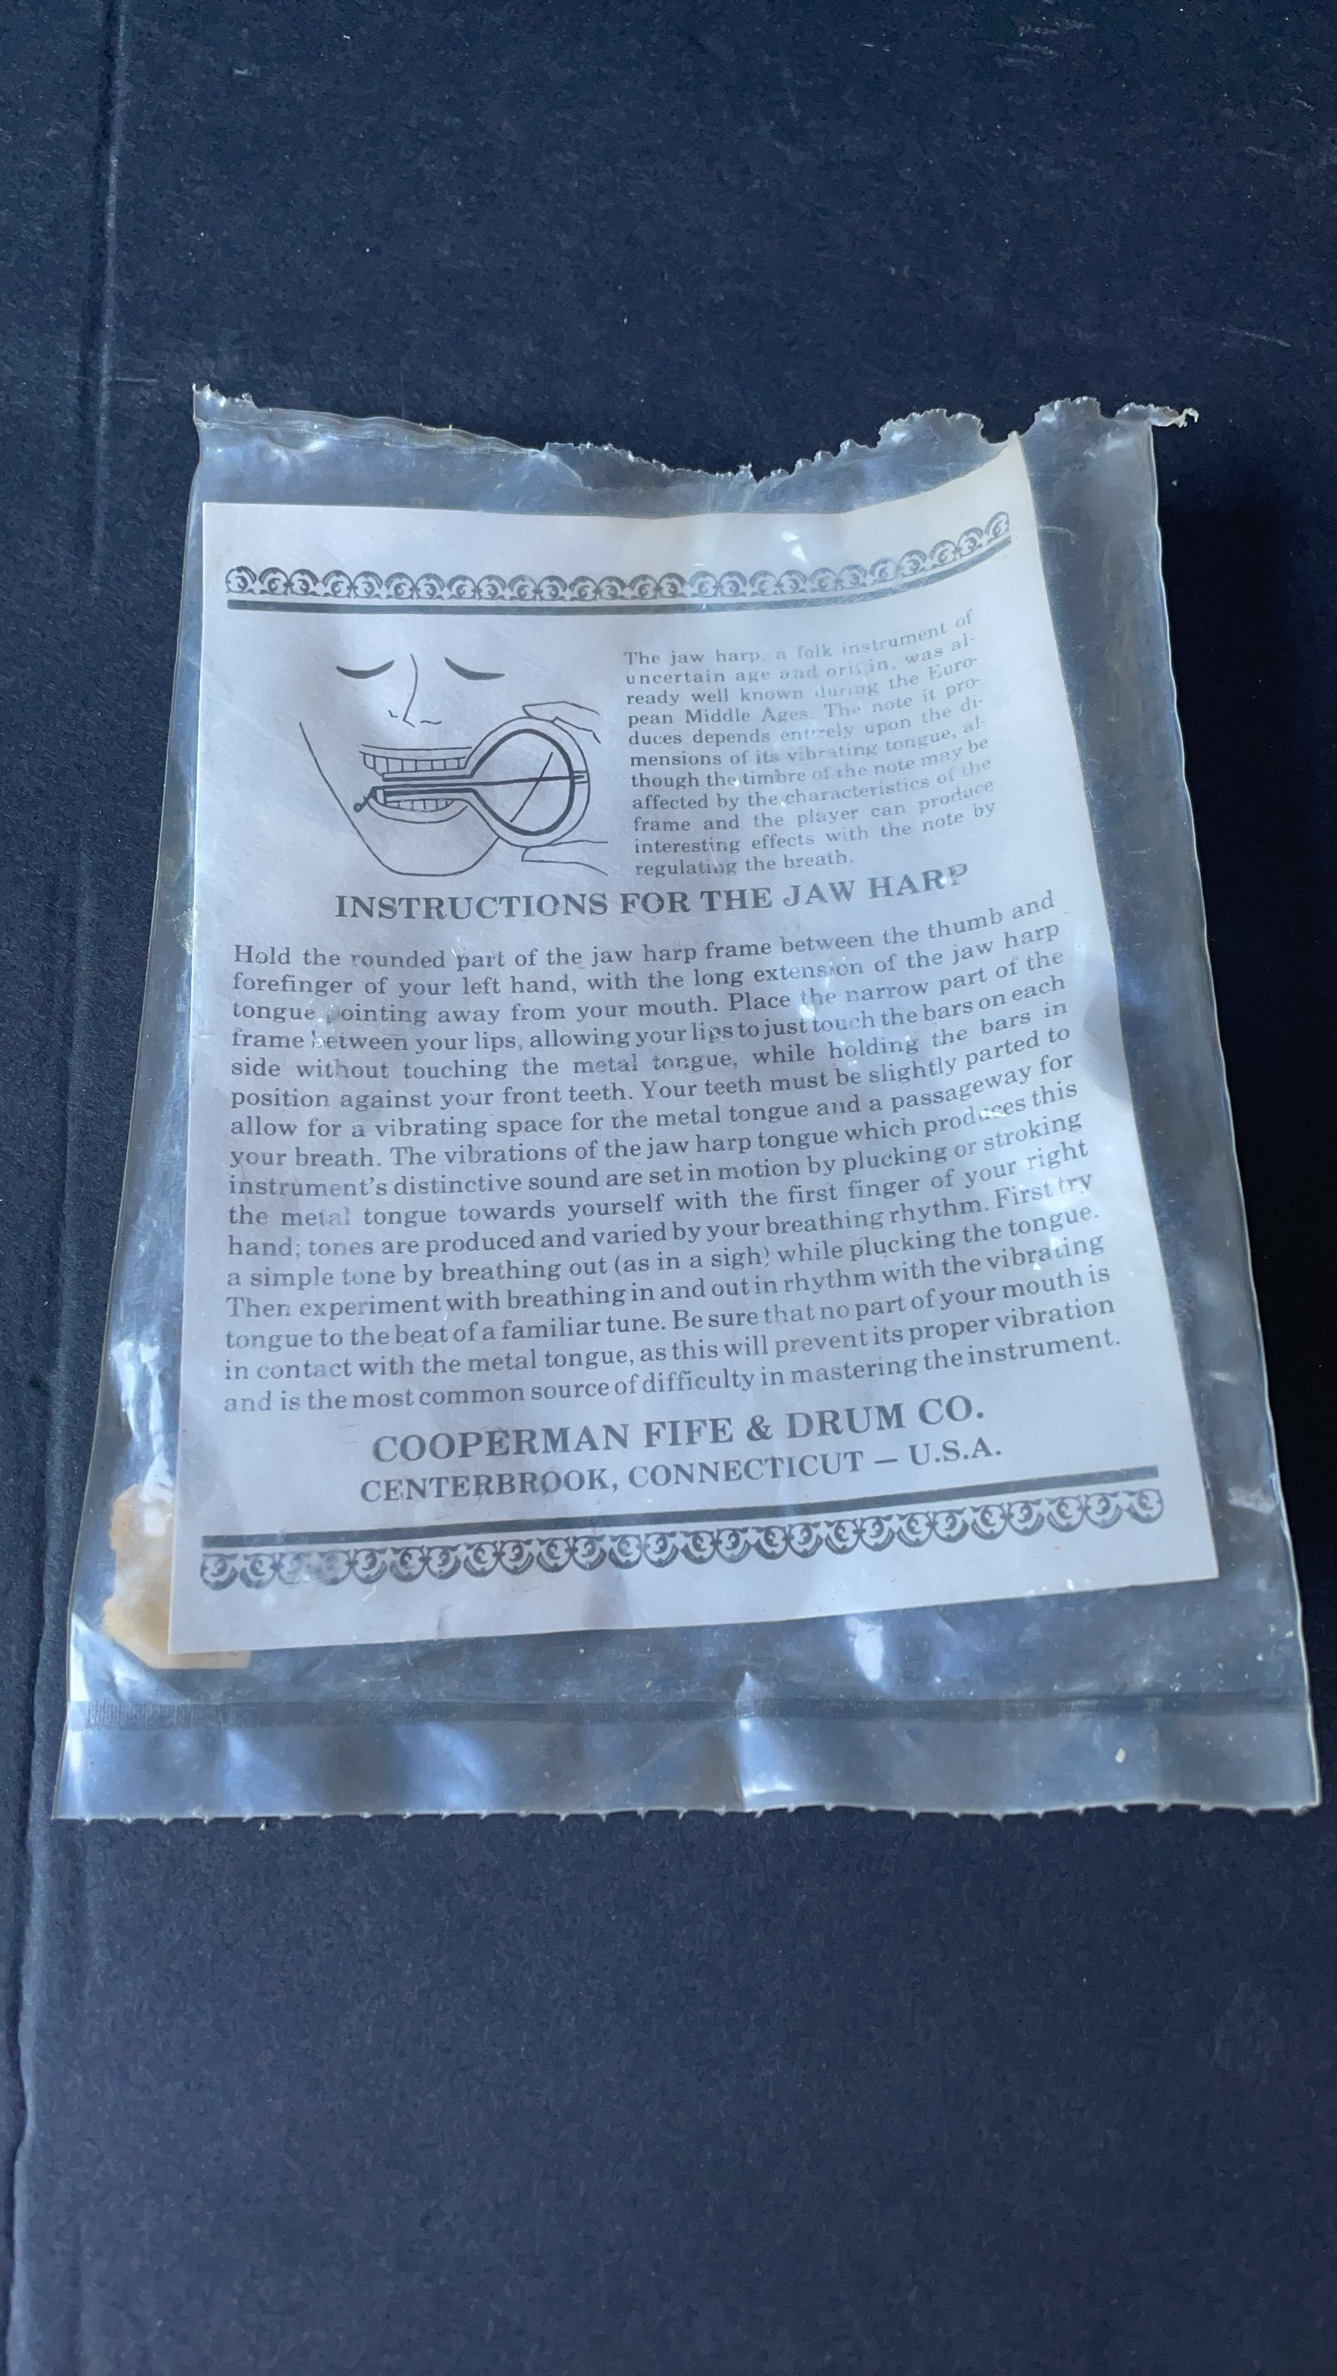 The jaw harp, a folk instrument of
uncertain age and origin, was al-
ready well known during the Euro-
pean Middle Ages. The note it pro-
duces depends entirely upon the di-
mensions of its vibrating tongue, al-
though the timbre of the note may be
affected by the characteristics of the
frame and the player can produce
interesting effects with the note by
regulating the breath.
INSTRUCTIONS FOR THE JAW HARP
Hold the rounded part of the jaw harp frame between the thumb and
forefinger of your left hand, with the long extension of the jaw harp
tongue pointing away from your mouth. Place the narrow part of the
frame between your lips, allowing your lips to just touch the bars on each
side without touching the metal tongue, while holding the bars in
position against your front teeth. Your teeth must be slightly parted to
allow for a vibrating space for the metal tongue and a passageway for
your breath. The vibrations of the jaw harp tongue which produces this
instrument's distinctive sound are set in motion by plucking or stroking
the metal tongue towards yourself with the first finger of your right
hand; tones are produced and varied by your breathing rhythm. First try
a simple tone by breathing out (as in a sigh) while plucking the tongue.
Then experiment with breathing in and out in rhythm with the vibrating
tongue to the beat of a familiar tune. Be sure that no part of your mouth is
in contact with the metal tongue, as this will prevent its proper vibration
and is the most common source of difficulty in mastering the instrument.
COOPERMAN FIFE & DRUM CO.
CENTERBROOK, CONNECTICUT — U.S.A.